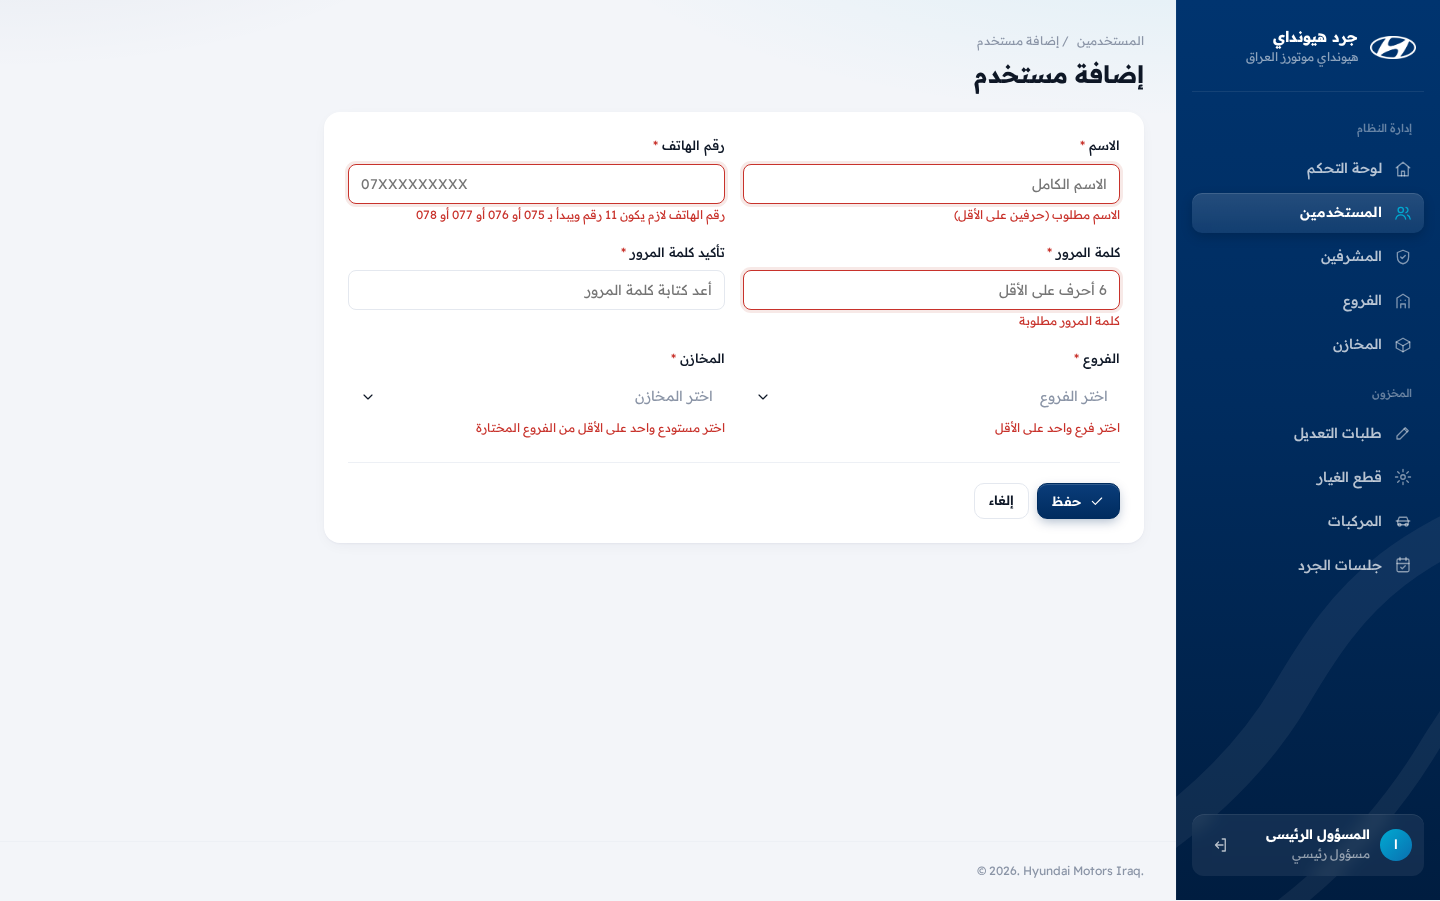 جرد هيونداي
هيونداي موتورز العراق
إدارة النظام
لوحة التحكم
المستخدمين
المشرفين
الفروع
المخازن
المخزون
طلبات التعديل
قطع الغيار
المركبات
جلسات الجرد
ا
المسؤول الرئيسي
مسؤول رئيسي
المستخدمين / إضافة مستخدم
إضافة مستخدم
الاسم *
الاسم الكامل
الاسم مطلوب (حرفين على الأقل)
رقم الهاتف *
07XXXXXXXXX
رقم الهاتف لازم يكون 11 رقم ويبدأ بـ 075 أو 076 أو 077 أو 078
كلمة المرور *
6 أحرف على الأقل
كلمة المرور مطلوبة
تأكيد كلمة المرور *
أعد كتابة كلمة المرور
الفروع *
اختر الفروع
اختر فرع واحد على الأقل
المخازن *
اختر المخازن
اختر مستودع واحد على الأقل من الفروع المختارة
حفظ
إلغاء
© 2026. Hyundai Motors Iraq.